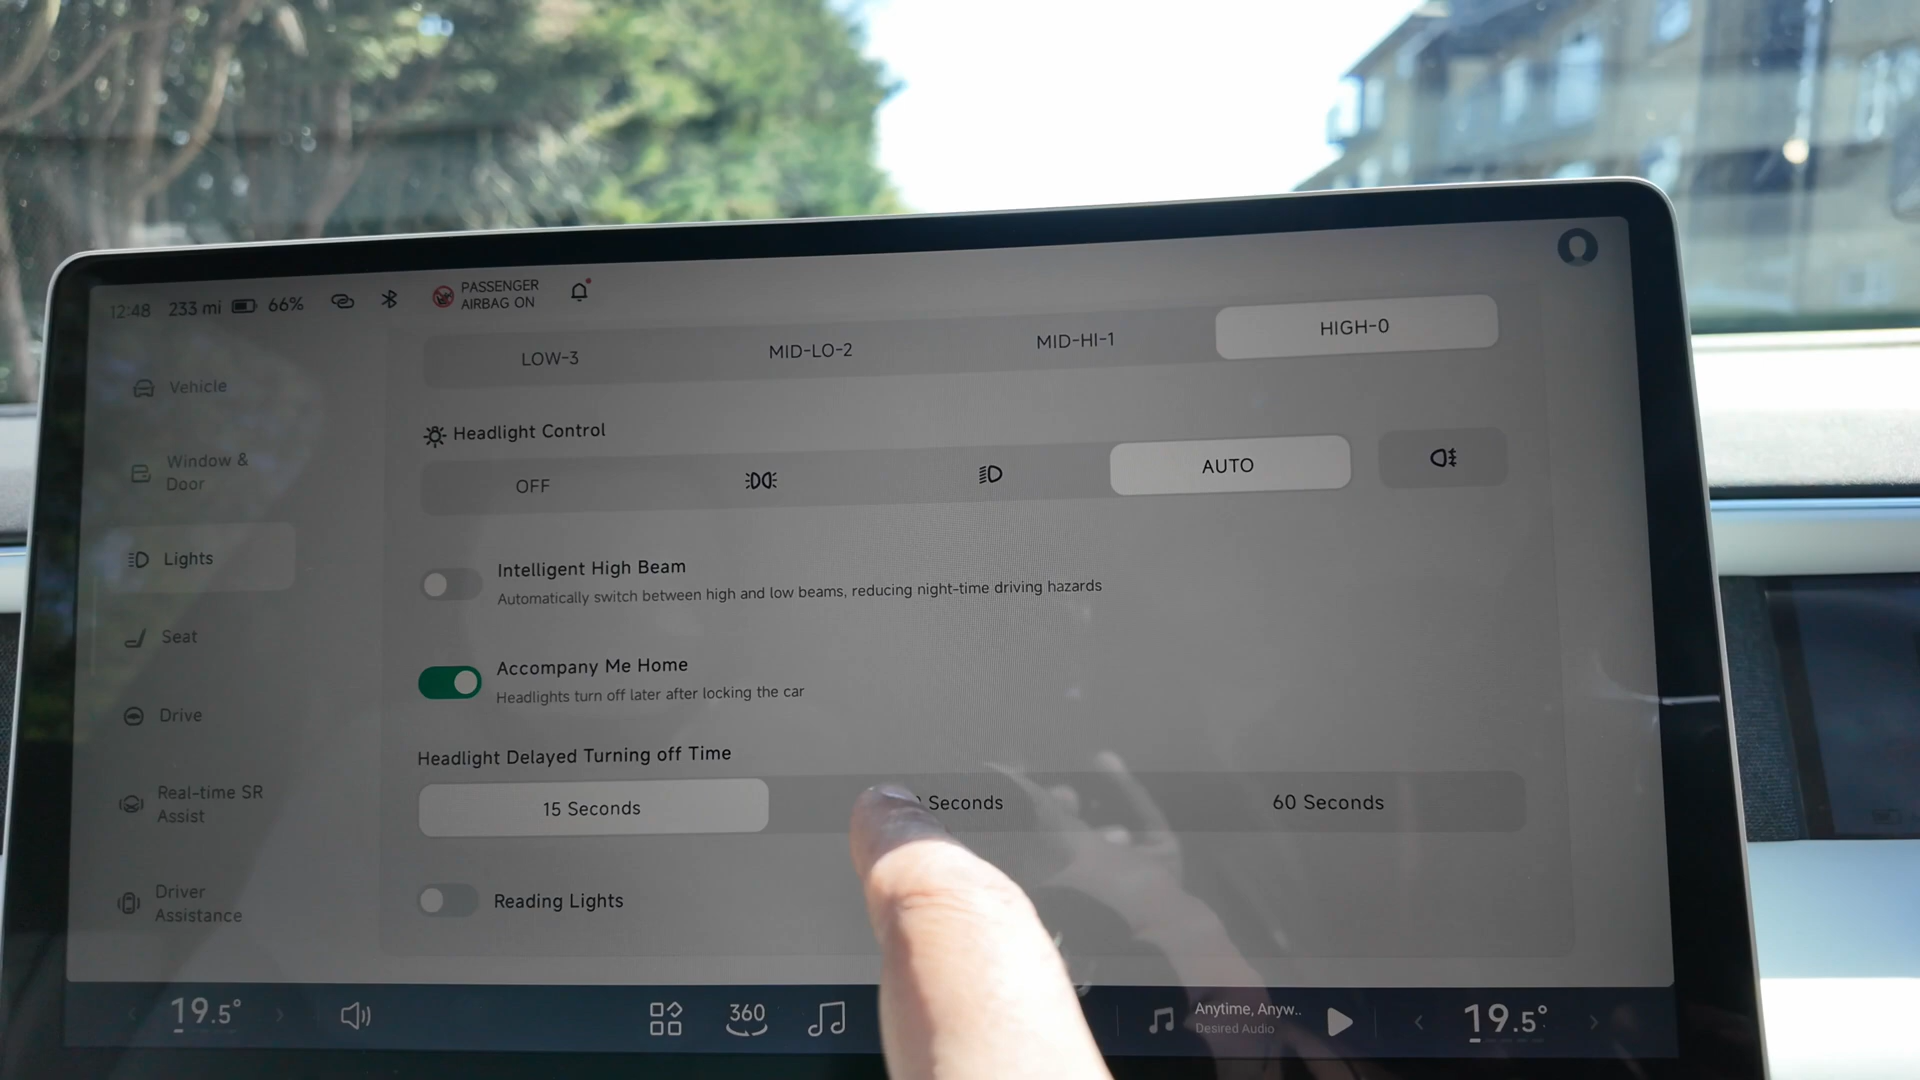 12:48 233 mi 66%
PASSENGER
AIRBAG ON
LOW-3 MID-LO-2 MID-HI-1 HIGH-0
Vehicle
Headlight Control
Window &
Door
OFF AUTO
Lights
Intelligent High Beam
Automatically switch between high and low beams, reducing night-time driving hazards
Seat
Accompany Me Home
Headlights turn off later after locking the car
Drive
Headlight Delayed Turning off Time
Real-time SR
Assist
15 Seconds Seconds 60 Seconds
Driver
Assistance
Reading Lights
19.5° 360 Anytime, Anyw.. 19.5°
Desired Audio